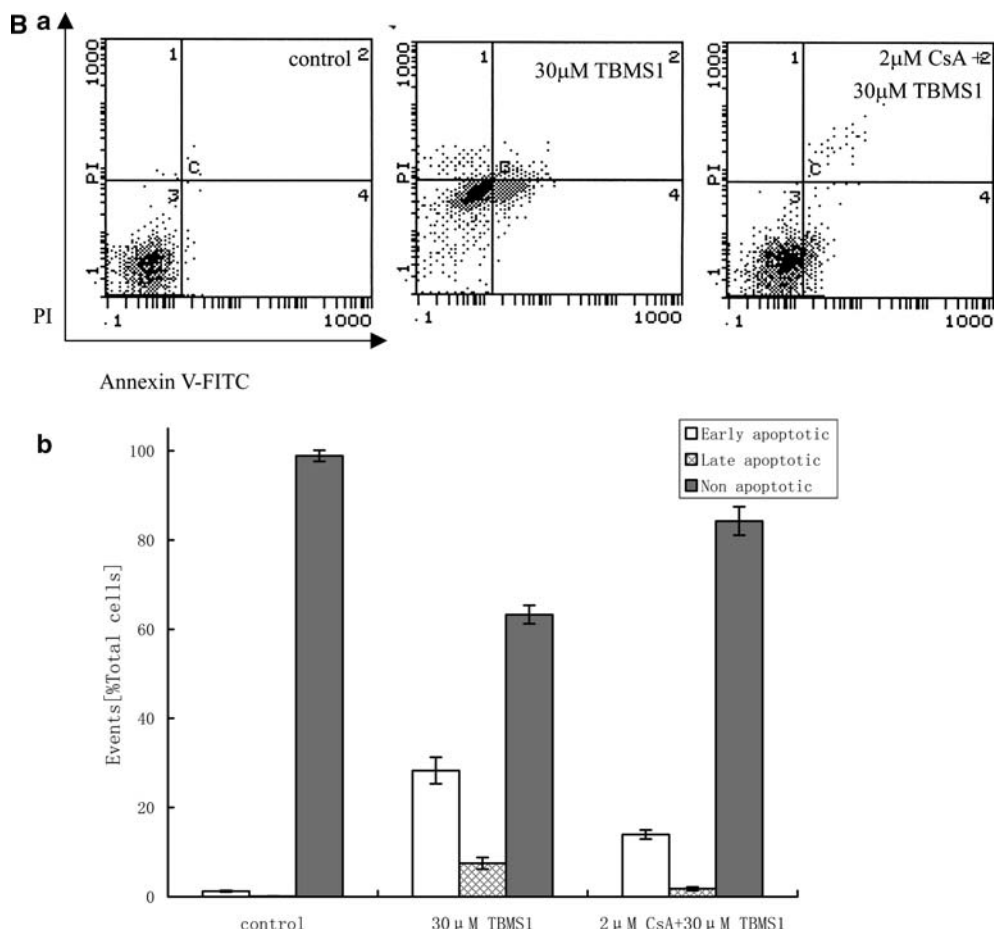 B a
1000
1
2
control
PI
C
3
4
1
.1
1000
1
2
30μM TBMS1
1000
PI
4
1
.1
1000
1
2μM CsA +
2
30μM TBMS1
1000
PI
C
3
4
1
.1
1000
PI
Annexin V-FITC
b
Early apoptotic
Late apoptotic
Non apoptotic
Events[%Total cells]
100
80
60
40
20
0
control
30μM TBMS1
2μM CsA+30μM TBMS1